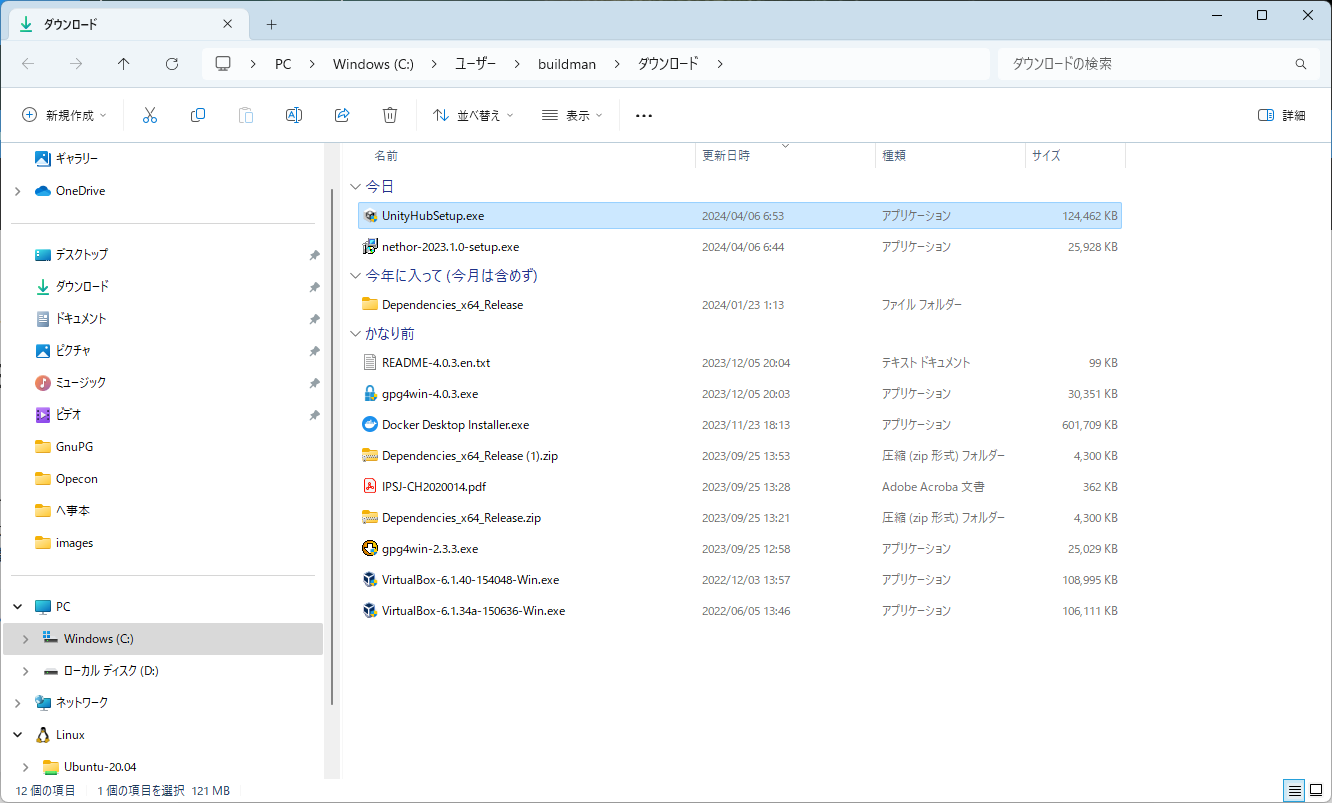 ダウンロード
PC Windows (C:) ユーザー buildman ダウンロード
ダウンロードの検索
新規作成 並べ替え 表示 詳細
ギャラリー
OneDrive
デスクトップ
ダウンロード
ドキュメント
ピクチャ
ミュージック
ビデオ
GnuPG
Opecon
へ事本
images
PC
Windows (C:)
ローカル ディスク (D:)
ネットワーク
Linux
Ubuntu-20.04
名前 更新日時 種類 サイズ
今日
UnityHubSetup.exe 2024/04/06 6:53 アプリケーション 124,462 KB
nethor-2023.1.0-setup.exe 2024/04/06 6:44 アプリケーション 25,928 KB
今年に入って (今月は含めず)
Dependencies_x64_Release 2024/01/23 1:13 ファイル フォルダー
かなり前
README-4.0.3.en.txt 2023/12/05 20:04 テキスト ドキュメント 99 KB
gpg4win-4.0.3.exe 2023/12/05 20:03 アプリケーション 30,351 KB
Docker Desktop Installer.exe 2023/11/23 18:13 アプリケーション 601,709 KB
Dependencies_x64_Release (1).zip 2023/09/25 13:53 圧縮 (zip 形式) フォルダー 4,300 KB
IPSJ-CH2020014.pdf 2023/09/25 13:28 Adobe Acroba 文書 362 KB
Dependencies_x64_Release.zip 2023/09/25 13:21 圧縮 (zip 形式) フォルダー 4,300 KB
gpg4win-2.3.3.exe 2023/09/25 12:58 アプリケーション 25,029 KB
VirtualBox-6.1.40-154048-Win.exe 2022/12/03 13:57 アプリケーション 108,995 KB
VirtualBox-6.1.34a-150636-Win.exe 2022/06/05 13:46 アプリケーション 106,111 KB
12 個の項目 1 個の項目を選択 121 MB